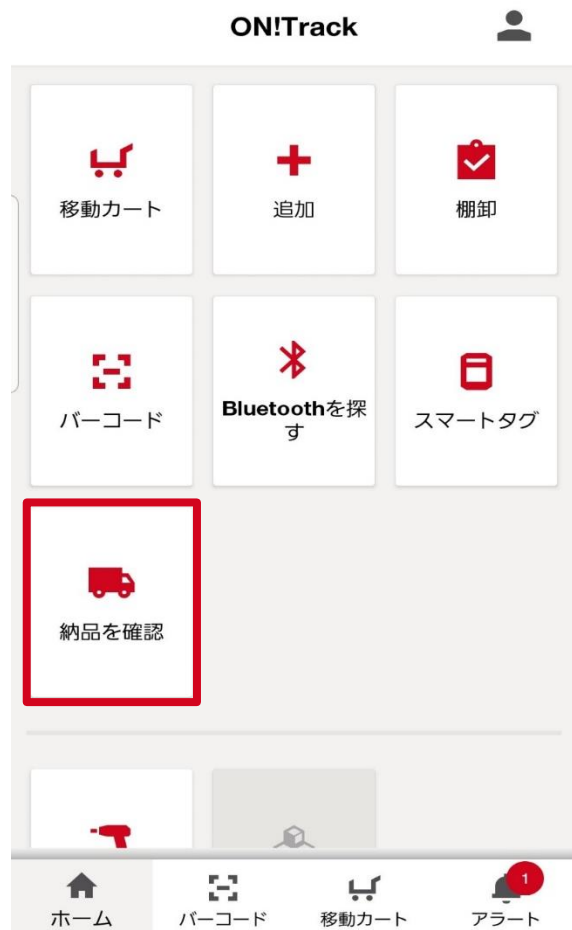 ON!Track
移動カート
追加
棚卸
バーコード
Bluetoothを探
す
スマートタグ
納品を確認
1
ホーム
バーコード
移動カート
アラート